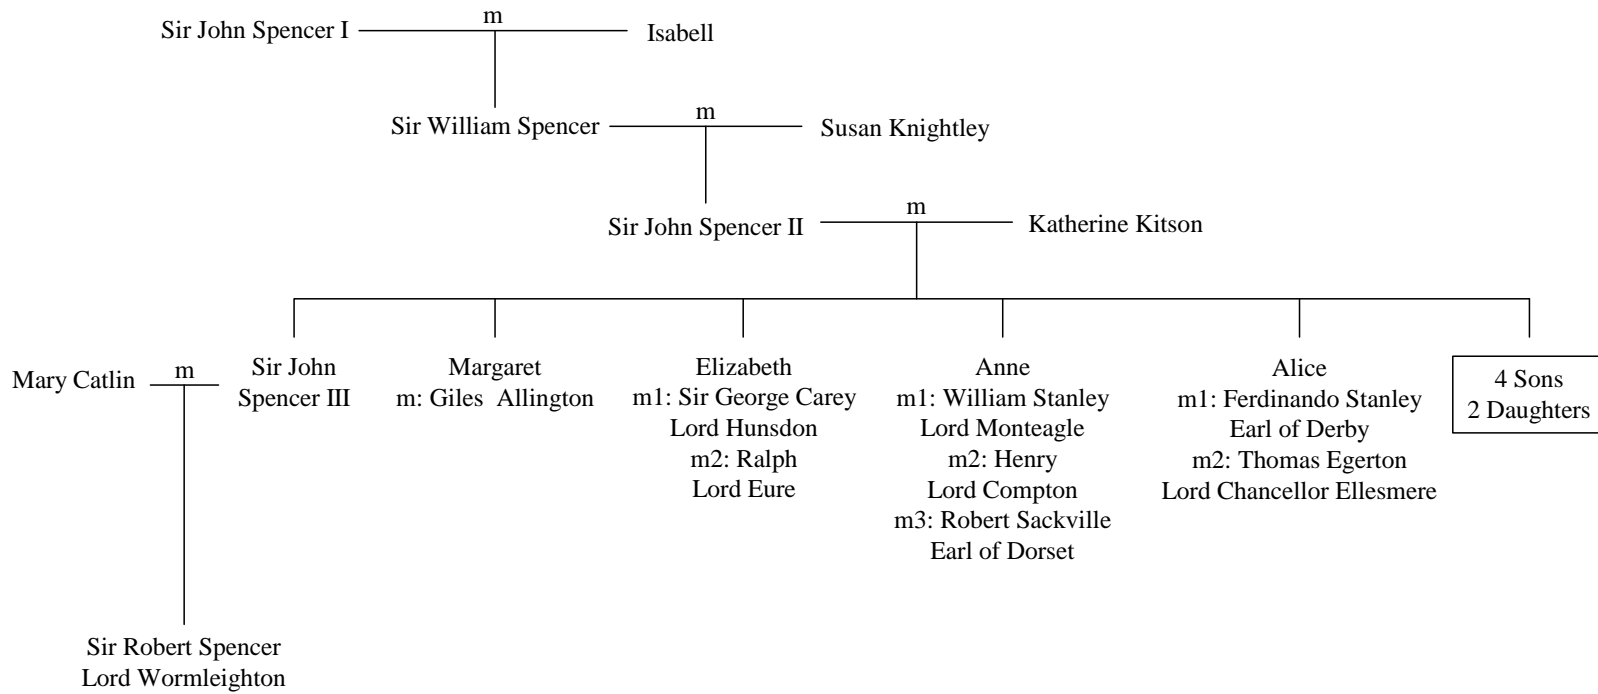 m
Sir John Spencer I
Isabell
m
Sir William Spencer
Susan Knightley
m
Sir John Spencer II
Katherine Kitson
Mary Catlin
m
Sir John
Spencer III
Margaret
m: Giles Allington
Elizabeth
m1: Sir George Carey
Lord Hunsdon
m2: Ralph
Lord Eure
Anne
m1: William Stanley
Lord Monteagle
m2: Henry
Lord Compton
m3: Robert Sackville
Earl of Dorset
Alice
m1: Ferdinando Stanley
Earl of Derby
m2: Thomas Egerton
Lord Chancellor Ellesmere
4 Sons
2 Daughters
Sir Robert Spencer
Lord Wormleighton